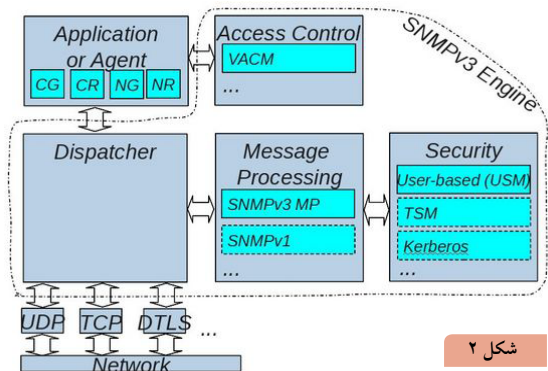 Application
or Agent
CG CR NG NR
Access Control
VACM
...
SNMPv3 Engine
Dispatcher
Message
Processing
SNMPv3 MP
SNMPv1
...
Security
User-based (USM)
TSM
Kerberos
...
UDP TCP DTLS ...
Network
شکل ۲